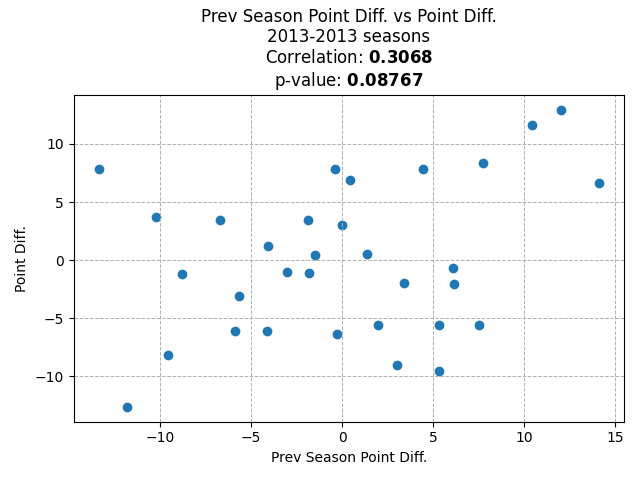 Prev Season Point Diff. vs Point Diff.
2013-2013 seasons
Correlation: 0.3068
p-value: 0.08767
10
5
0
−5
−10
Point Diff.
−10
−5
0
5
10
15
Prev Season Point Diff.